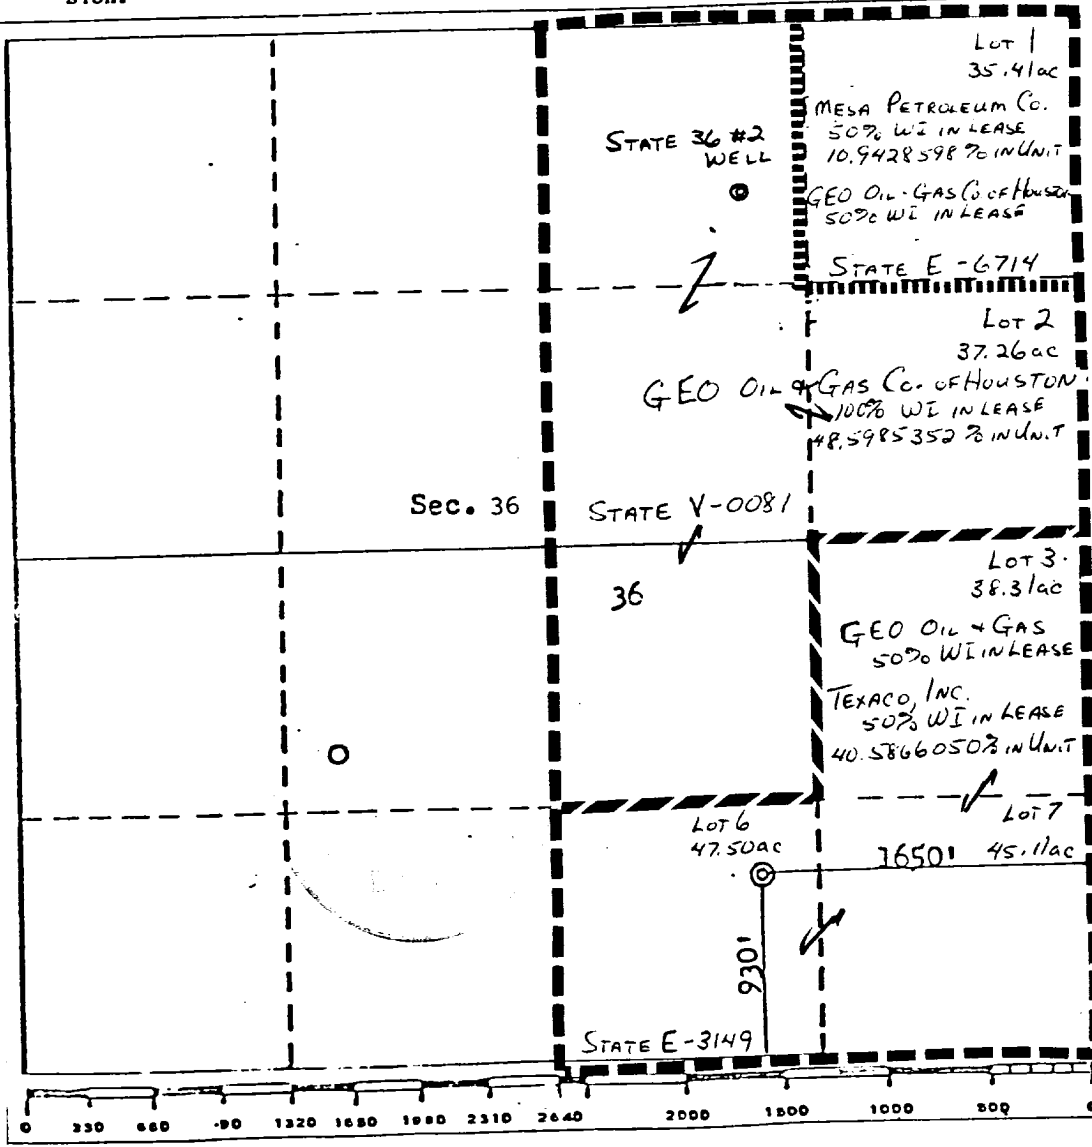 Lot 1
35.41ac
MESA PETROLEUM CO.
50% WI IN LEASE
10.9428598% IN UNIT
GEO OIL - GAS Co. of Houston
50% WI IN LEASE
STATE E-6714
STATE 36 #2
WELL
Lot 2
37.26ac
GEO OIL & GAS Co. OF HOUSTON
100% WI IN LEASE
48.5985352% IN UNIT
Sec. 36
STATE V-0081
36
Lot 3.
38.31ac
GEO OIL + GAS
50% WI IN LEASE
TEXACO, INC.
50% WI IN LEASE
40.5866050% IN UNIT
Lot 6
47.50ac
Lot 7
45.11ac
1650'
930'
STATE E-3149
0 330 660 990 1320 1650 1980 2310 2640 2000 1500 1000 500